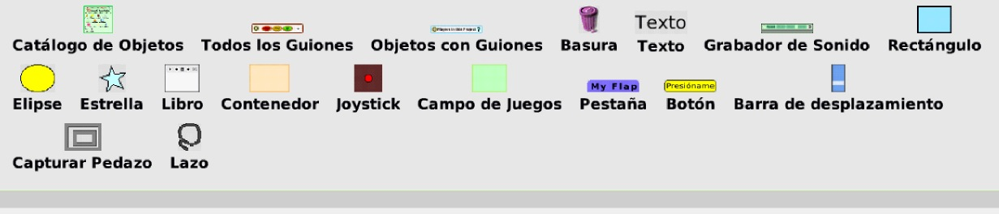 Texto
Catálogo de Objetos Todos los Guiones Objetos con Guiones Basura Texto Grabador de Sonido Rectángulo
My Flap Presióname
Elipse Estrella Libro Contenedor Joystick Campo de Juegos Pestaña Botón Barra de desplazamiento
Capturar Pedazo Lazo